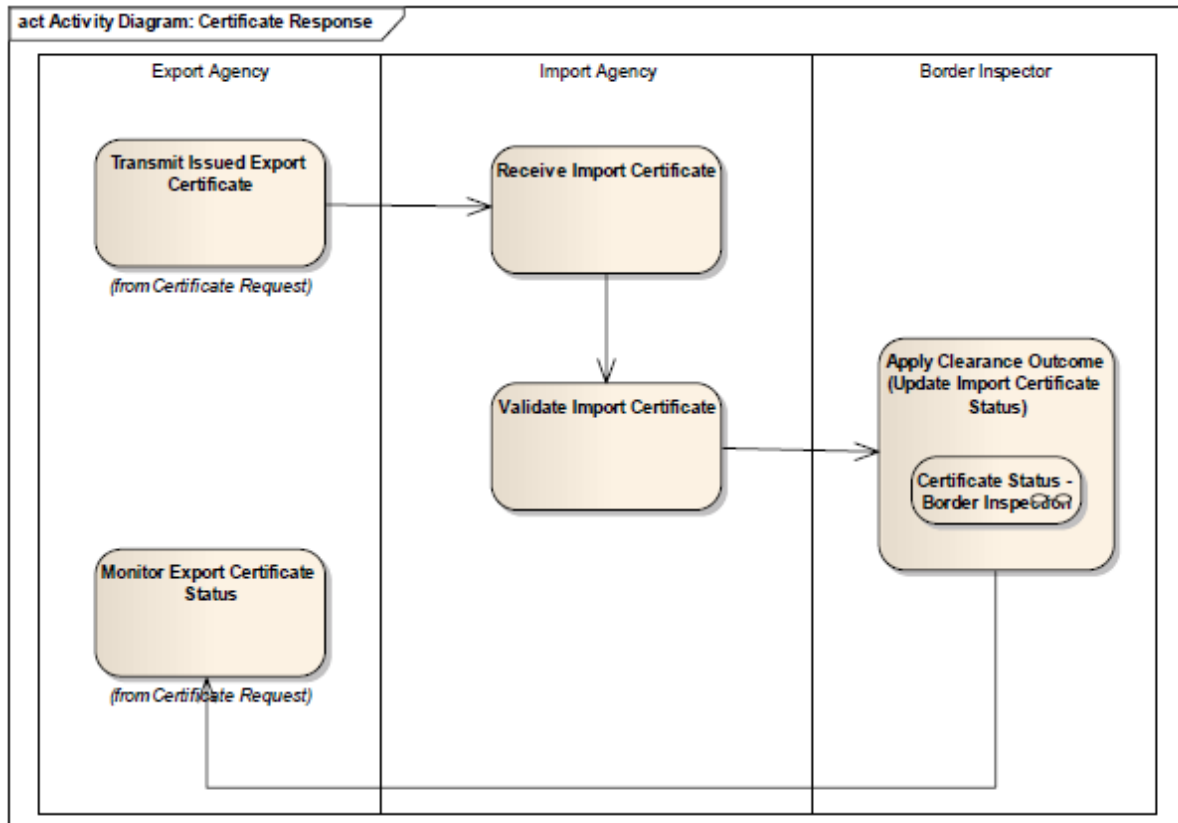 act Activity Diagram: Certificate Response
Export Agency
Import Agency
Border Inspector
Transmit Issued Export
Certificate
(from Certificate Request)
Receive Import Certificate
Validate Import Certificate
Apply Clearance Outcome
(Update Import Certificate
Status)
Certificate Status -
Border Inspection
Monitor Export Certificate
Status
(from Certificate Request)